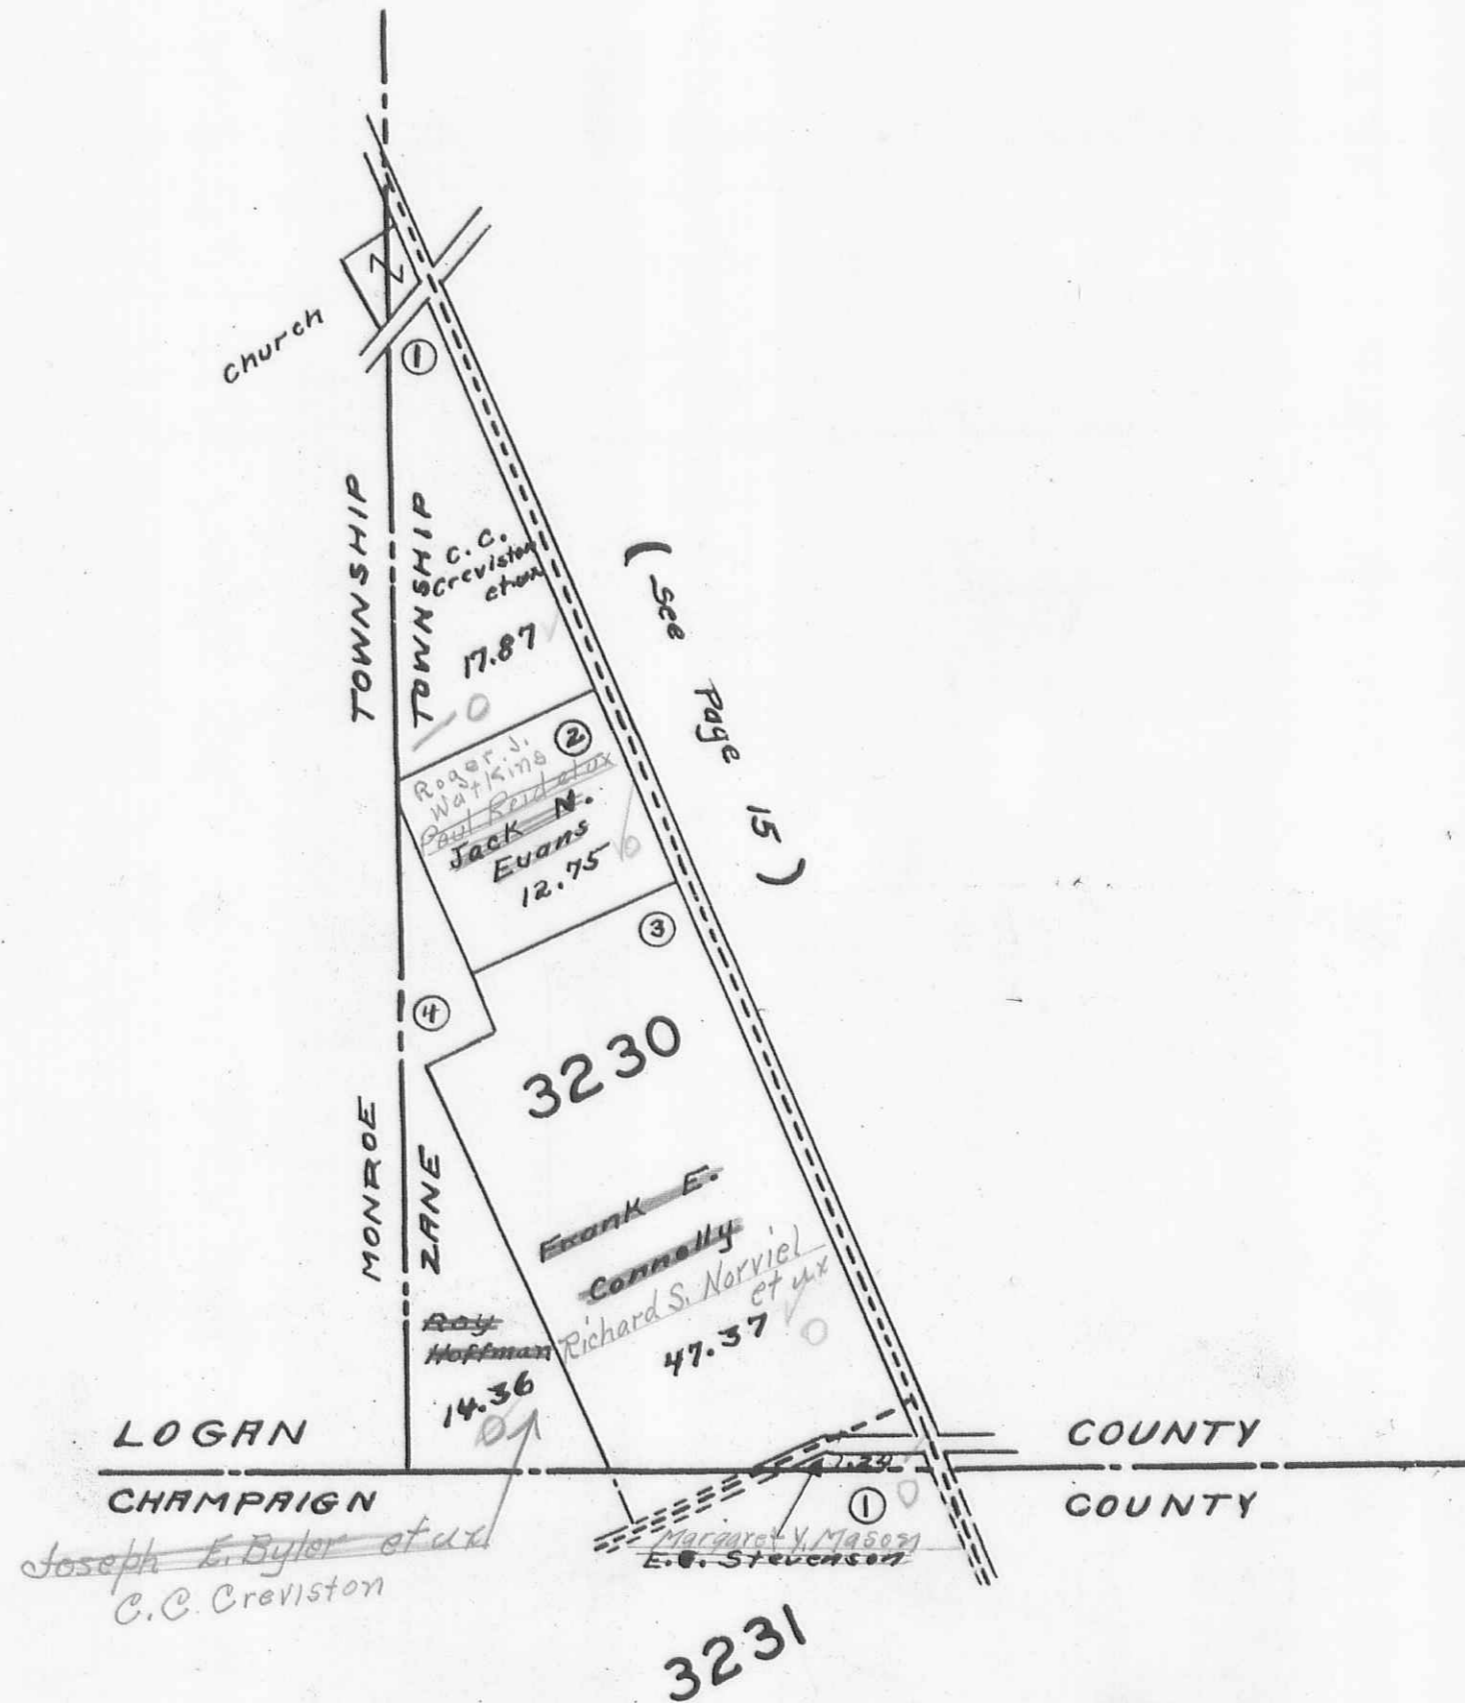 church
①
TOWNSHIP
TOWNSHIP
C. C.
Creviston
et ux
17.87
(see page 15)
②
Roger J.
Watkins
Paul Reid et ux
Jack N.
Evans
12.75
③
④
3230
MONROE
ZANE
Frank E.
Connolly
Richard S. Norviel
et ux
47.37
Roy
Hoffman
14.36
LOGAN
COUNTY
CHAMPAIGN
COUNTY
①
Joseph E. Byler et ux
C.C. Creviston
Margaret Y. Mason
Stevenson
3231